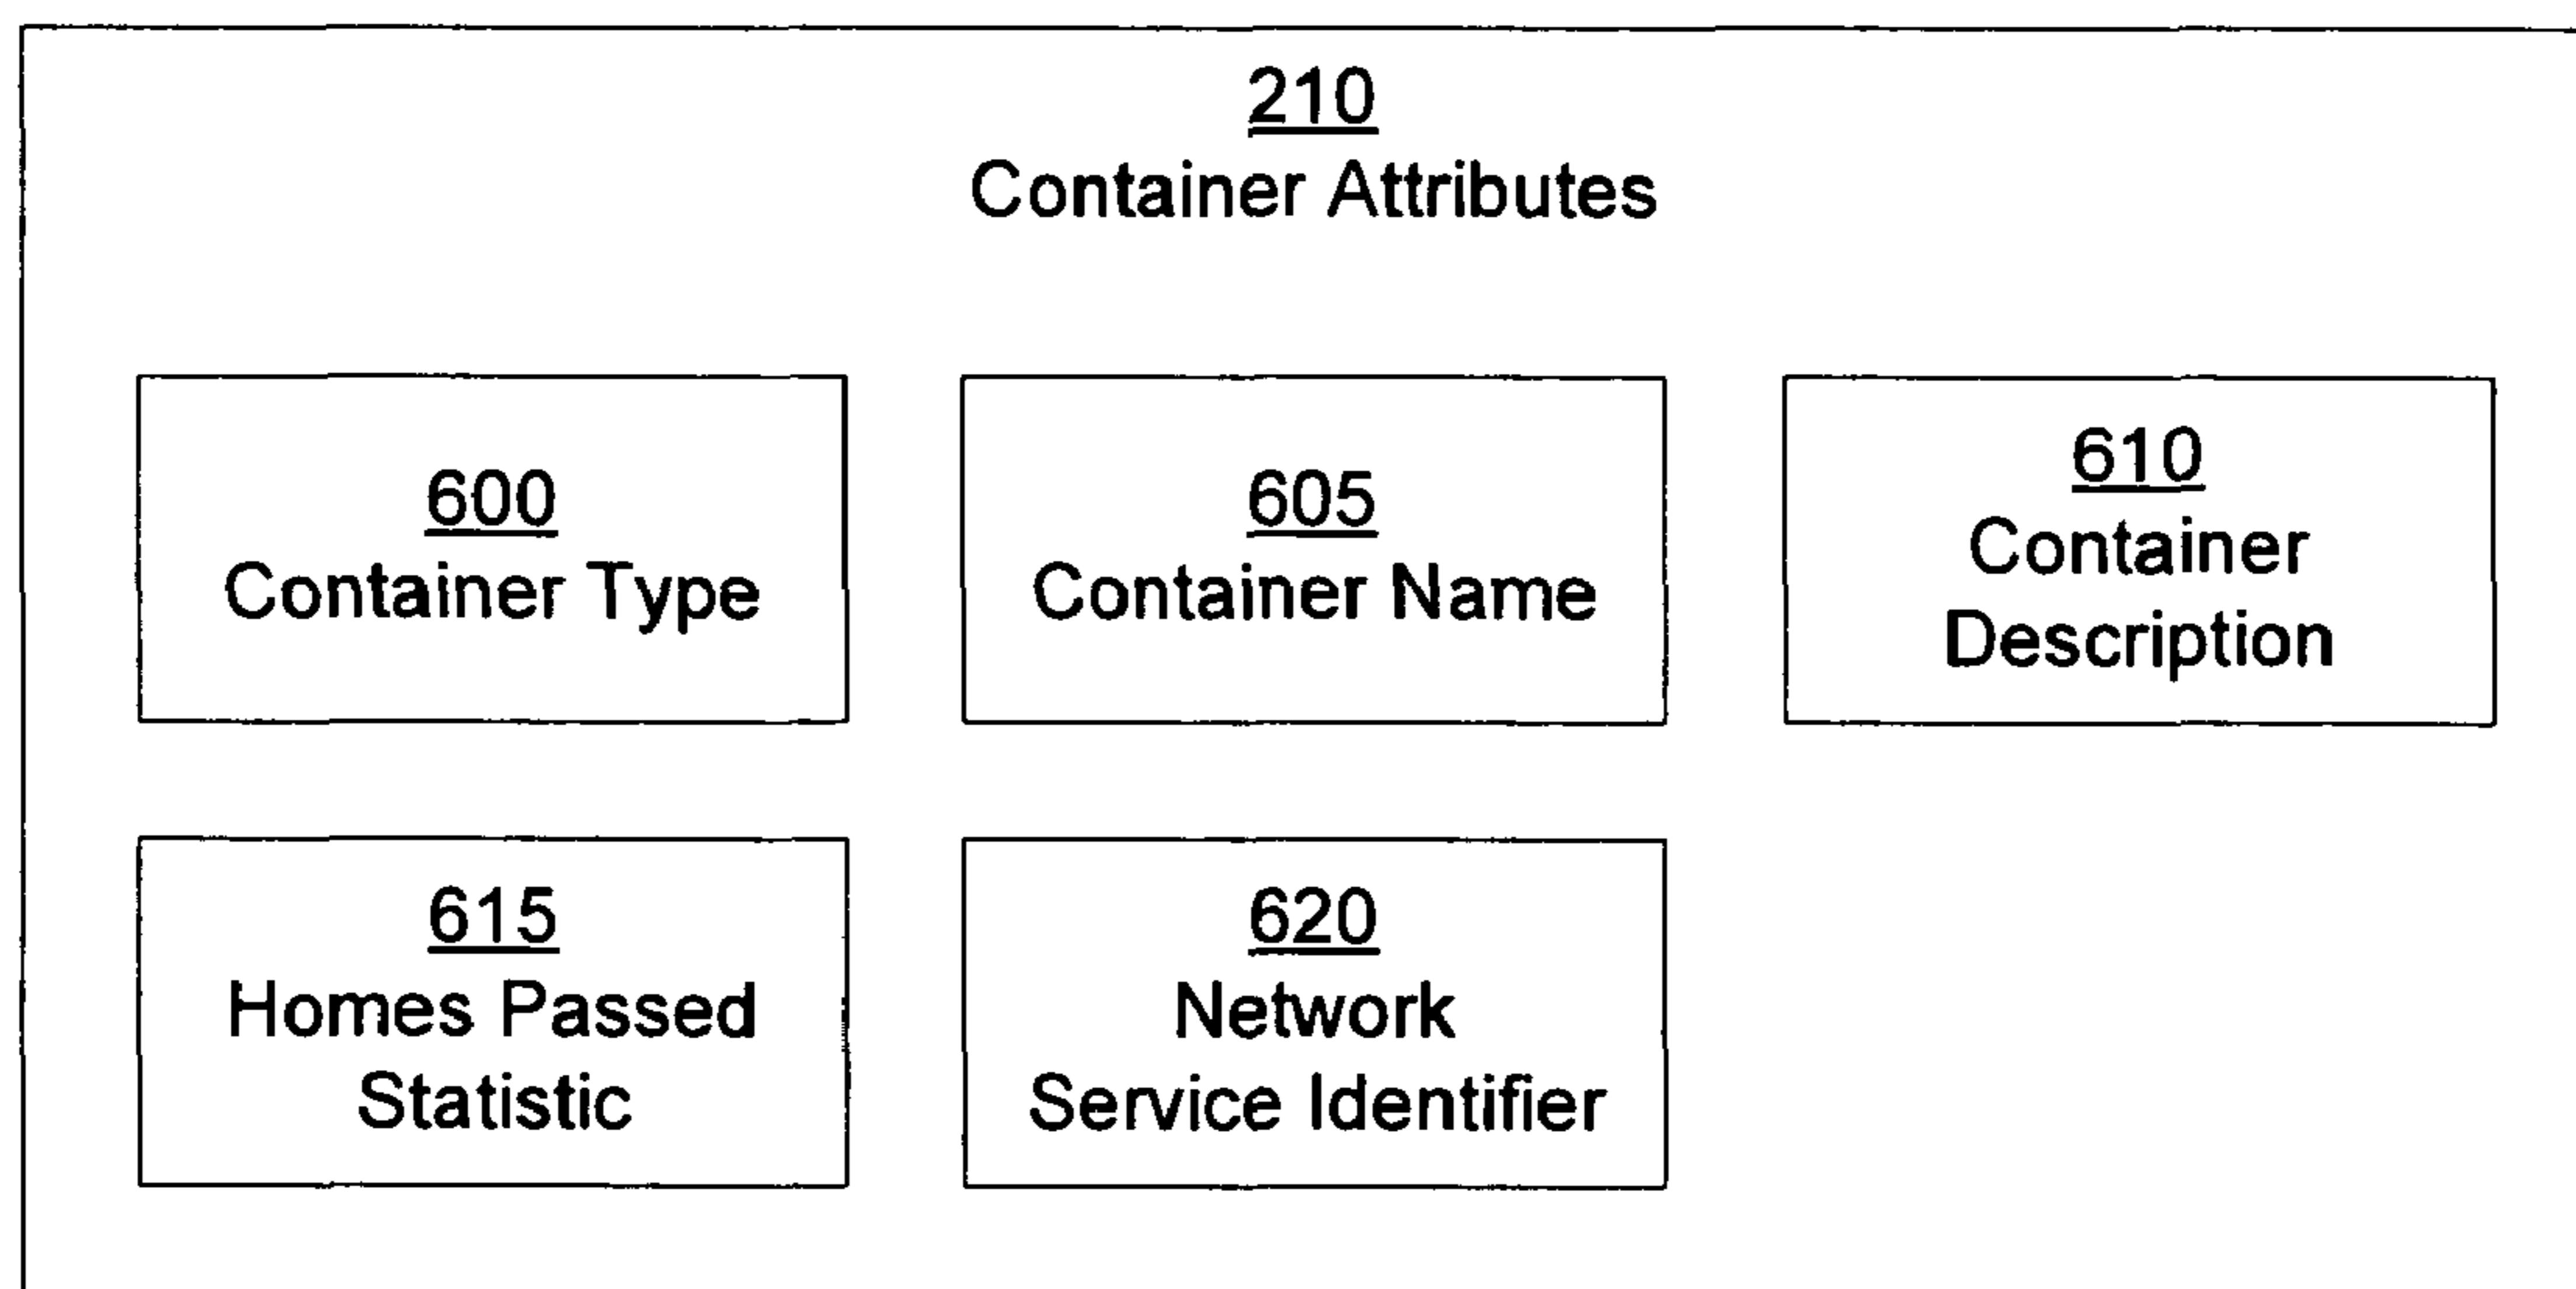 210
Container Attributes
600
Container Type
605
Container Name
610
Container
Description
615
Homes Passed
Statistic
620
Network
Service Identifier